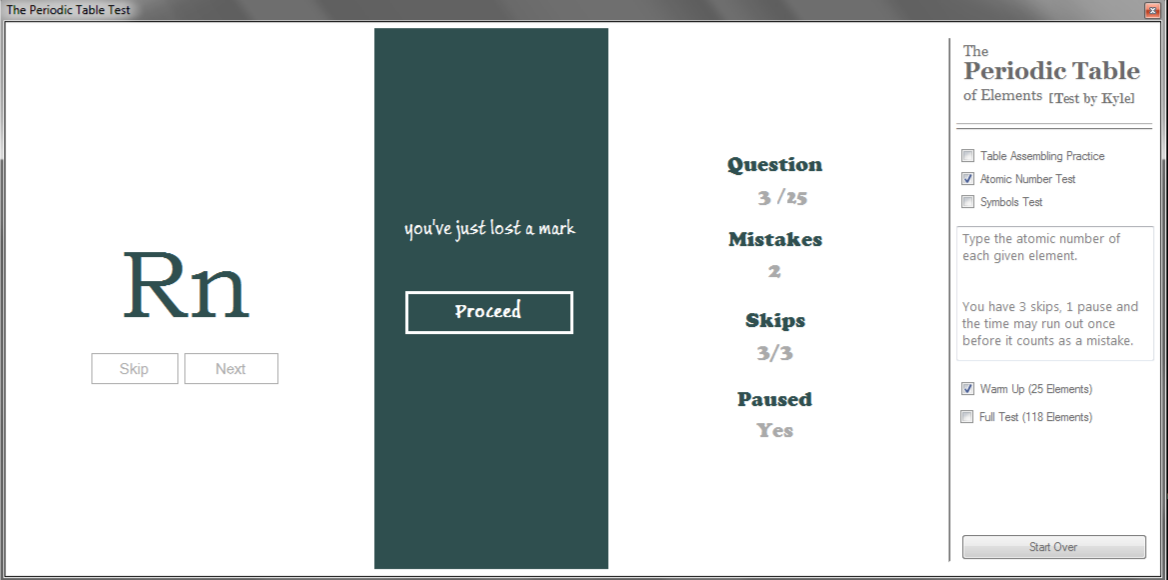 The Periodic Table Test
Rn
Skip
Next
you've just lost a mark
Proceed
Question
3 /25
Mistakes
2
Skips
3/3
Paused
Yes
The
Periodic Table
of Elements [Test by Kyle]
Table Assembling Practice
Atomic Number Test
Symbols Test
Type the atomic number of
each given element.
You have 3 skips, 1 pause and
the time may run out once
before it counts as a mistake.
Warm Up (25 Elements)
Full Test (118 Elements)
Start Over